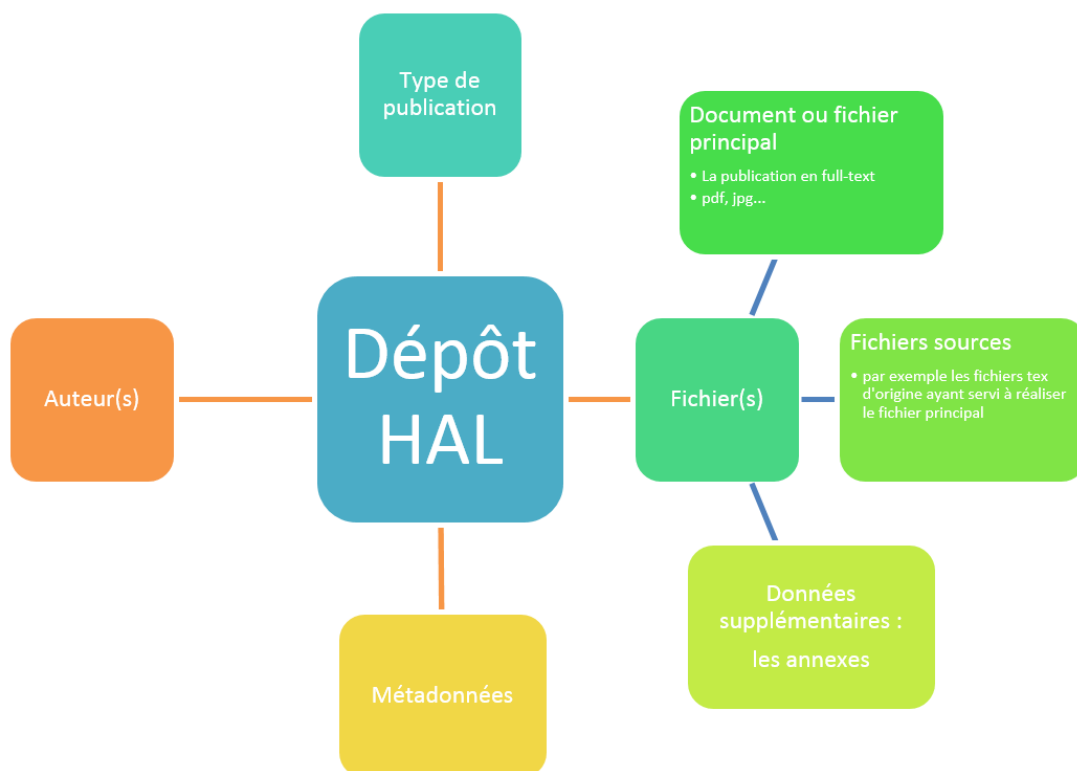 Type de
publication
Document ou fichier
principal
• La publication en full-text
• pdf, jpg...
Auteur(s)
Dépôt
HAL
Fichier(s)
Fichiers sources
• par exemple les fichiers tex
d'origine ayant servi à réaliser
le fichier principal
Métadonnées
Données
supplémentaires :
les annexes